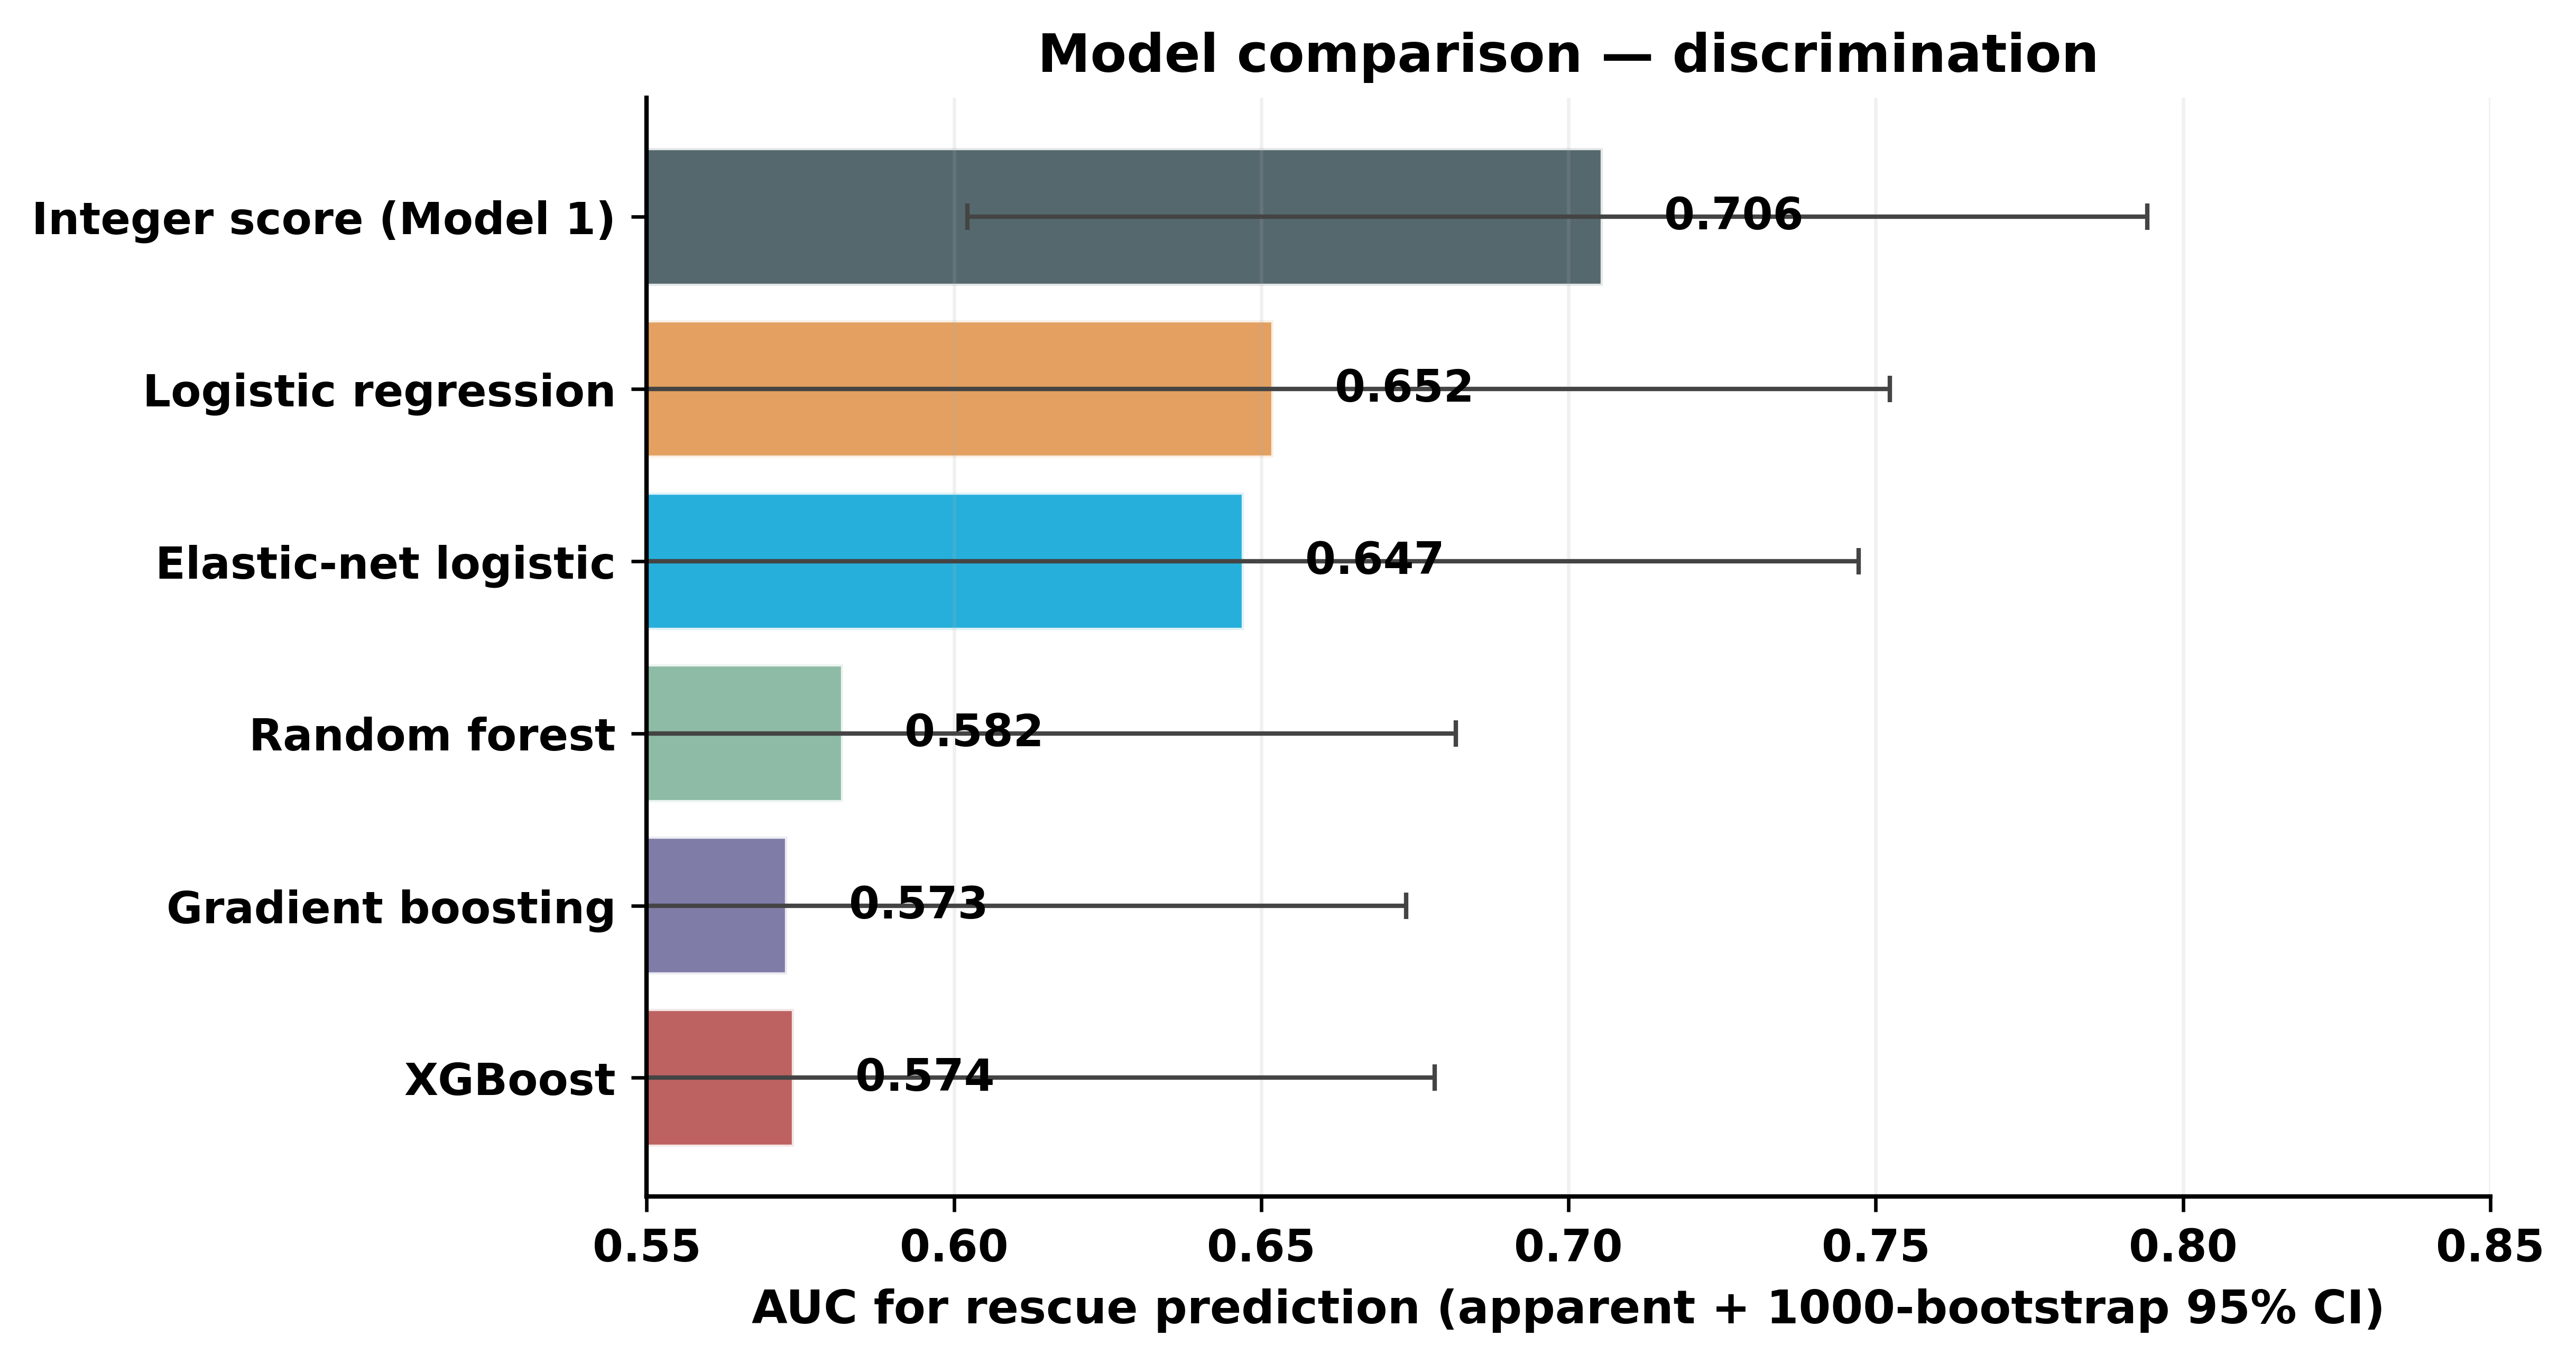 Model comparison — discrimination
Integer score (Model 1)
0.706
Logistic regression
0.652
Elastic-net logistic
0.647
Random forest
0.582
Gradient boosting
0.573
XGBoost
0.574
0.55 0.60 0.65 0.70 0.75 0.80 0.85
AUC for rescue prediction (apparent + 1000-bootstrap 95% CI)